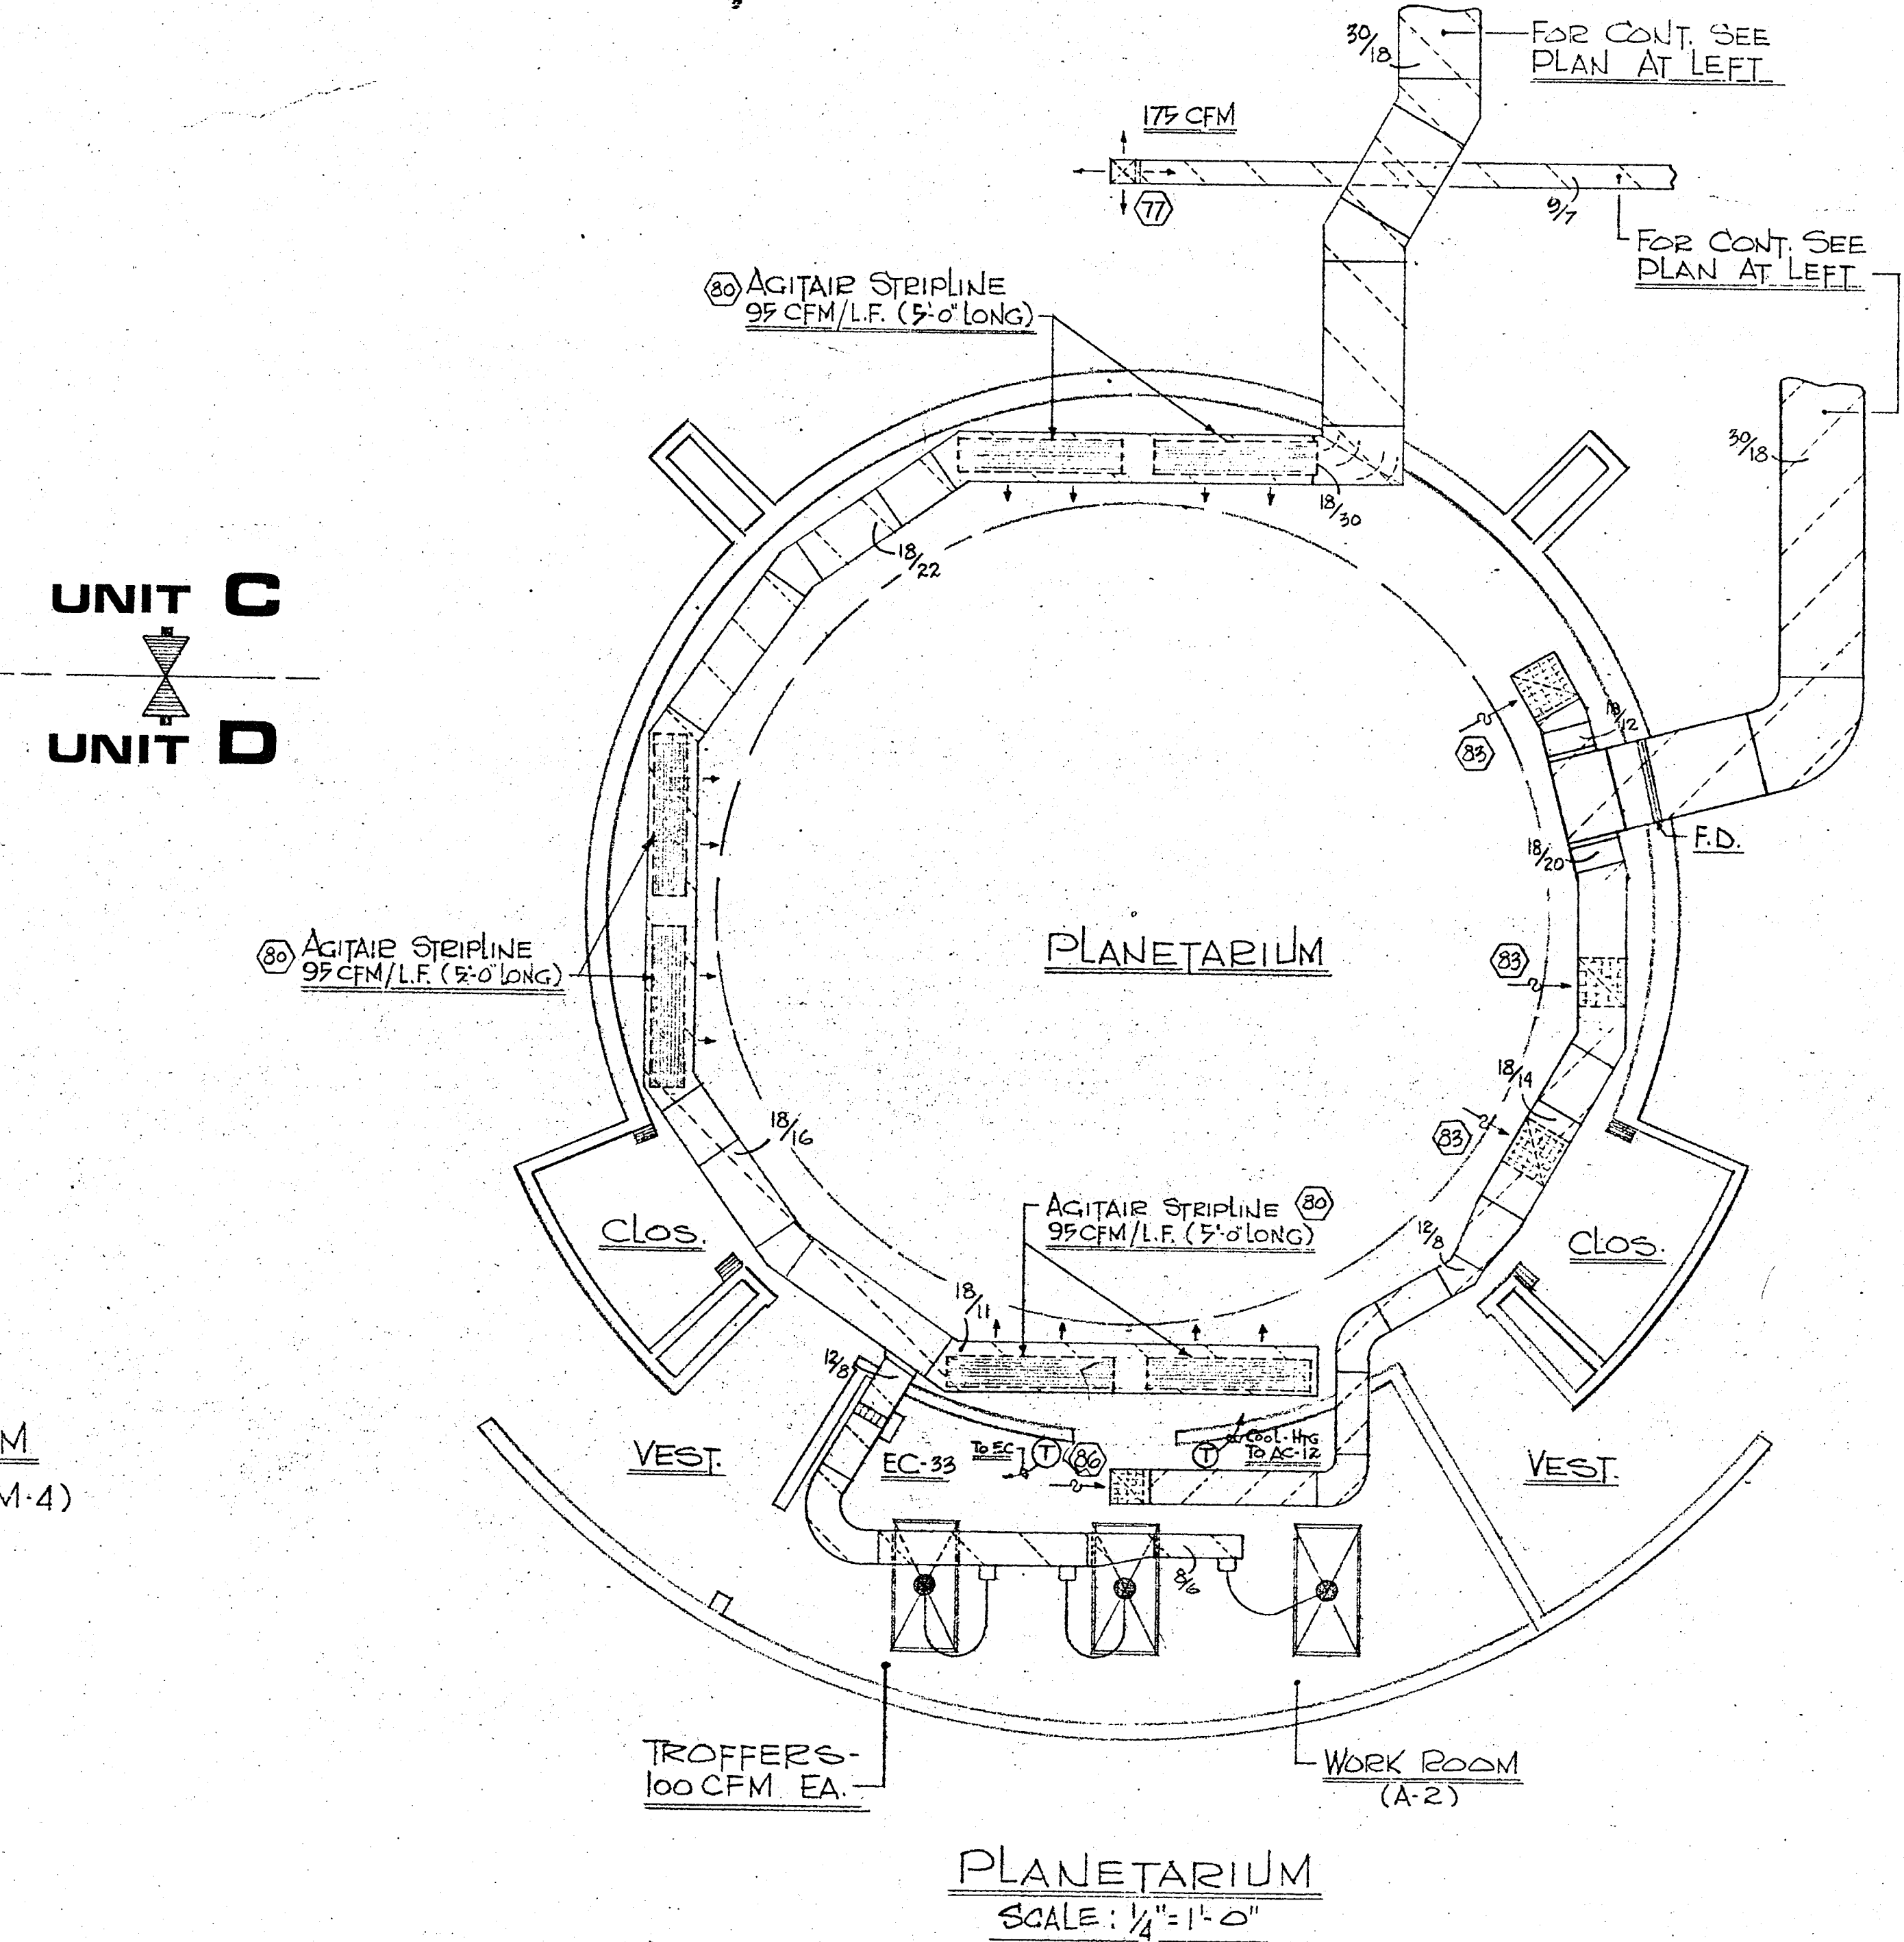 30/18
FOR CONT. SEE
PLAN AT LEFT
175 CFM
77
9/7
FOR CONT. SEE
PLAN AT LEFT
80 AGITAIR STRIPLINE
95 CFM/L.F. (5'-0" LONG)
30/18
18/30
18/22
UNIT C
UNIT D
18/12
83
F.D.
18/20
80 AGITAIR STRIPLINE
95 CFM/L.F. (5'-0" LONG)
PLANETARIUM
83
18/14
18/16
83
AGITAIR STRIPLINE 80
95 CFM/L.F. (5'-0" LONG)
CLOS.
12/8
CLOS.
18/11
12/8
M
M-4)
VEST.
EC-33
TO EC
T
86
T
COOL-HTG
TO AC-12
VEST.
8/6
TROFFERS-
100 CFM EA.
WORK ROOM
(A-2)
PLANETARIUM
SCALE: 1/4"=1'-0"